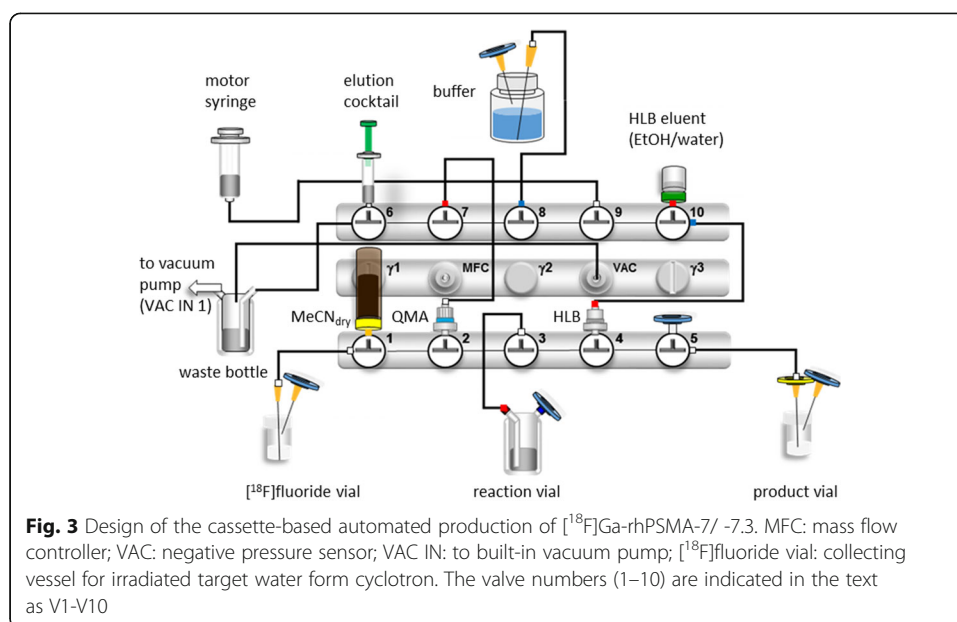 motor
syringe
elution
cocktail
buffer
HLB eluent
(EtOH/water)
6
7
8
9
10
γ1
MFC
γ2
VAC
γ3
to vacuum
pump
(VAC IN 1)
MeCNdry
QMA
HLB
1
2
3
4
5
waste bottle
[18F]fluoride vial
reaction vial
product vial
Fig. 3 Design of the cassette-based automated production of [18F]Ga-rhPSMA-7/ -7.3. MFC: mass flow
controller; VAC: negative pressure sensor; VAC IN: to built-in vacuum pump; [18F]fluoride vial: collecting
vessel for irradiated target water form cyclotron. The valve numbers (1–10) are indicated in the text
as V1-V10